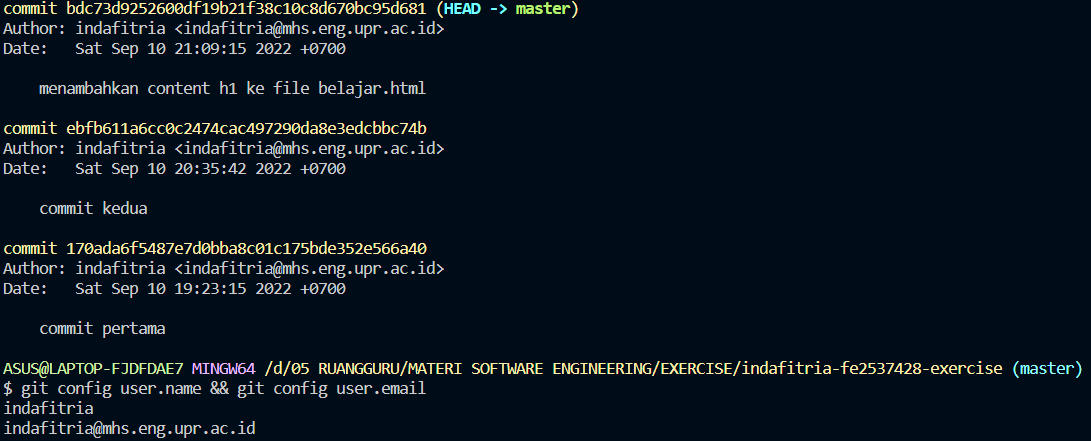 commit bdc73d9252600df19b21f38c10c8d670bc95d681 (HEAD -> master)
Author: indafitria <indafitria@mhs.eng.upr.ac.id>
Date:   Sat Sep 10 21:09:15 2022 +0700
    menambahkan content h1 ke file belajar.html
commit ebfb611a6cc0c2474cac497290da8e3edcbbc74b
Author: indafitria <indafitria@mhs.eng.upr.ac.id>
Date:   Sat Sep 10 20:35:42 2022 +0700
    commit kedua
commit 170ada6f5487e7d0bba8c01c175bde352e566a40
Author: indafitria <indafitria@mhs.eng.upr.ac.id>
Date:   Sat Sep 10 19:23:15 2022 +0700
    commit pertama
ASUS@LAPTOP-FJDFDAE7 MINGW64 /d/05 RUANGGURU/MATERI SOFTWARE ENGINEERING/EXERCISE/indafitria-fe2537428-exercise (master)
$ git config user.name && git config user.email
indafitria
indafitria@mhs.eng.upr.ac.id